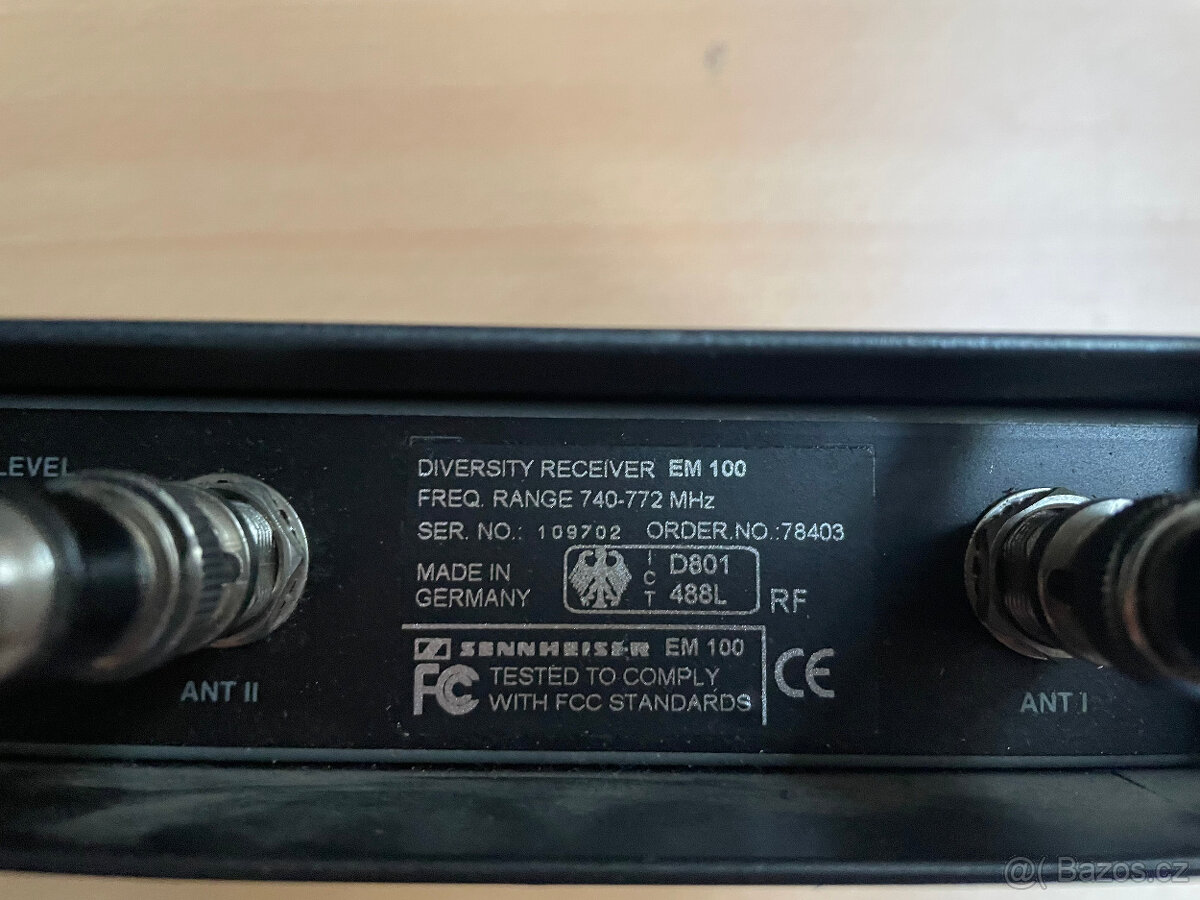 LEVEL
DIVERSITY RECEIVER EM 100
FREQ. RANGE 740-772 MHz
SER. NO.: 109702 ORDER.NO.:78403
MADE IN
GERMANY
ICT
D801
488L
RF
SENNHEISER EM 100
FC TESTED TO COMPLY
WITH FCC STANDARDS
CE
ANT II
ANT I
@( Bazos.cz